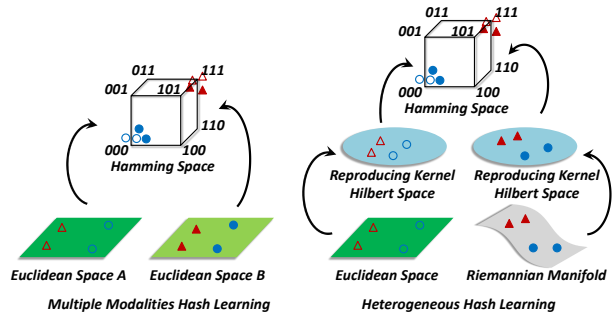 011
111
001
101
110
000
100
Hamming Space
Euclidean Space A
Euclidean Space B
Multiple Modalities Hash Learning
011
111
001
101
110
000
100
Hamming Space
Reproducing Kernel
Hilbert Space
Reproducing Kernel
Hilbert Space
Euclidean Space
Riemannian Manifold
Heterogeneous Hash Learning